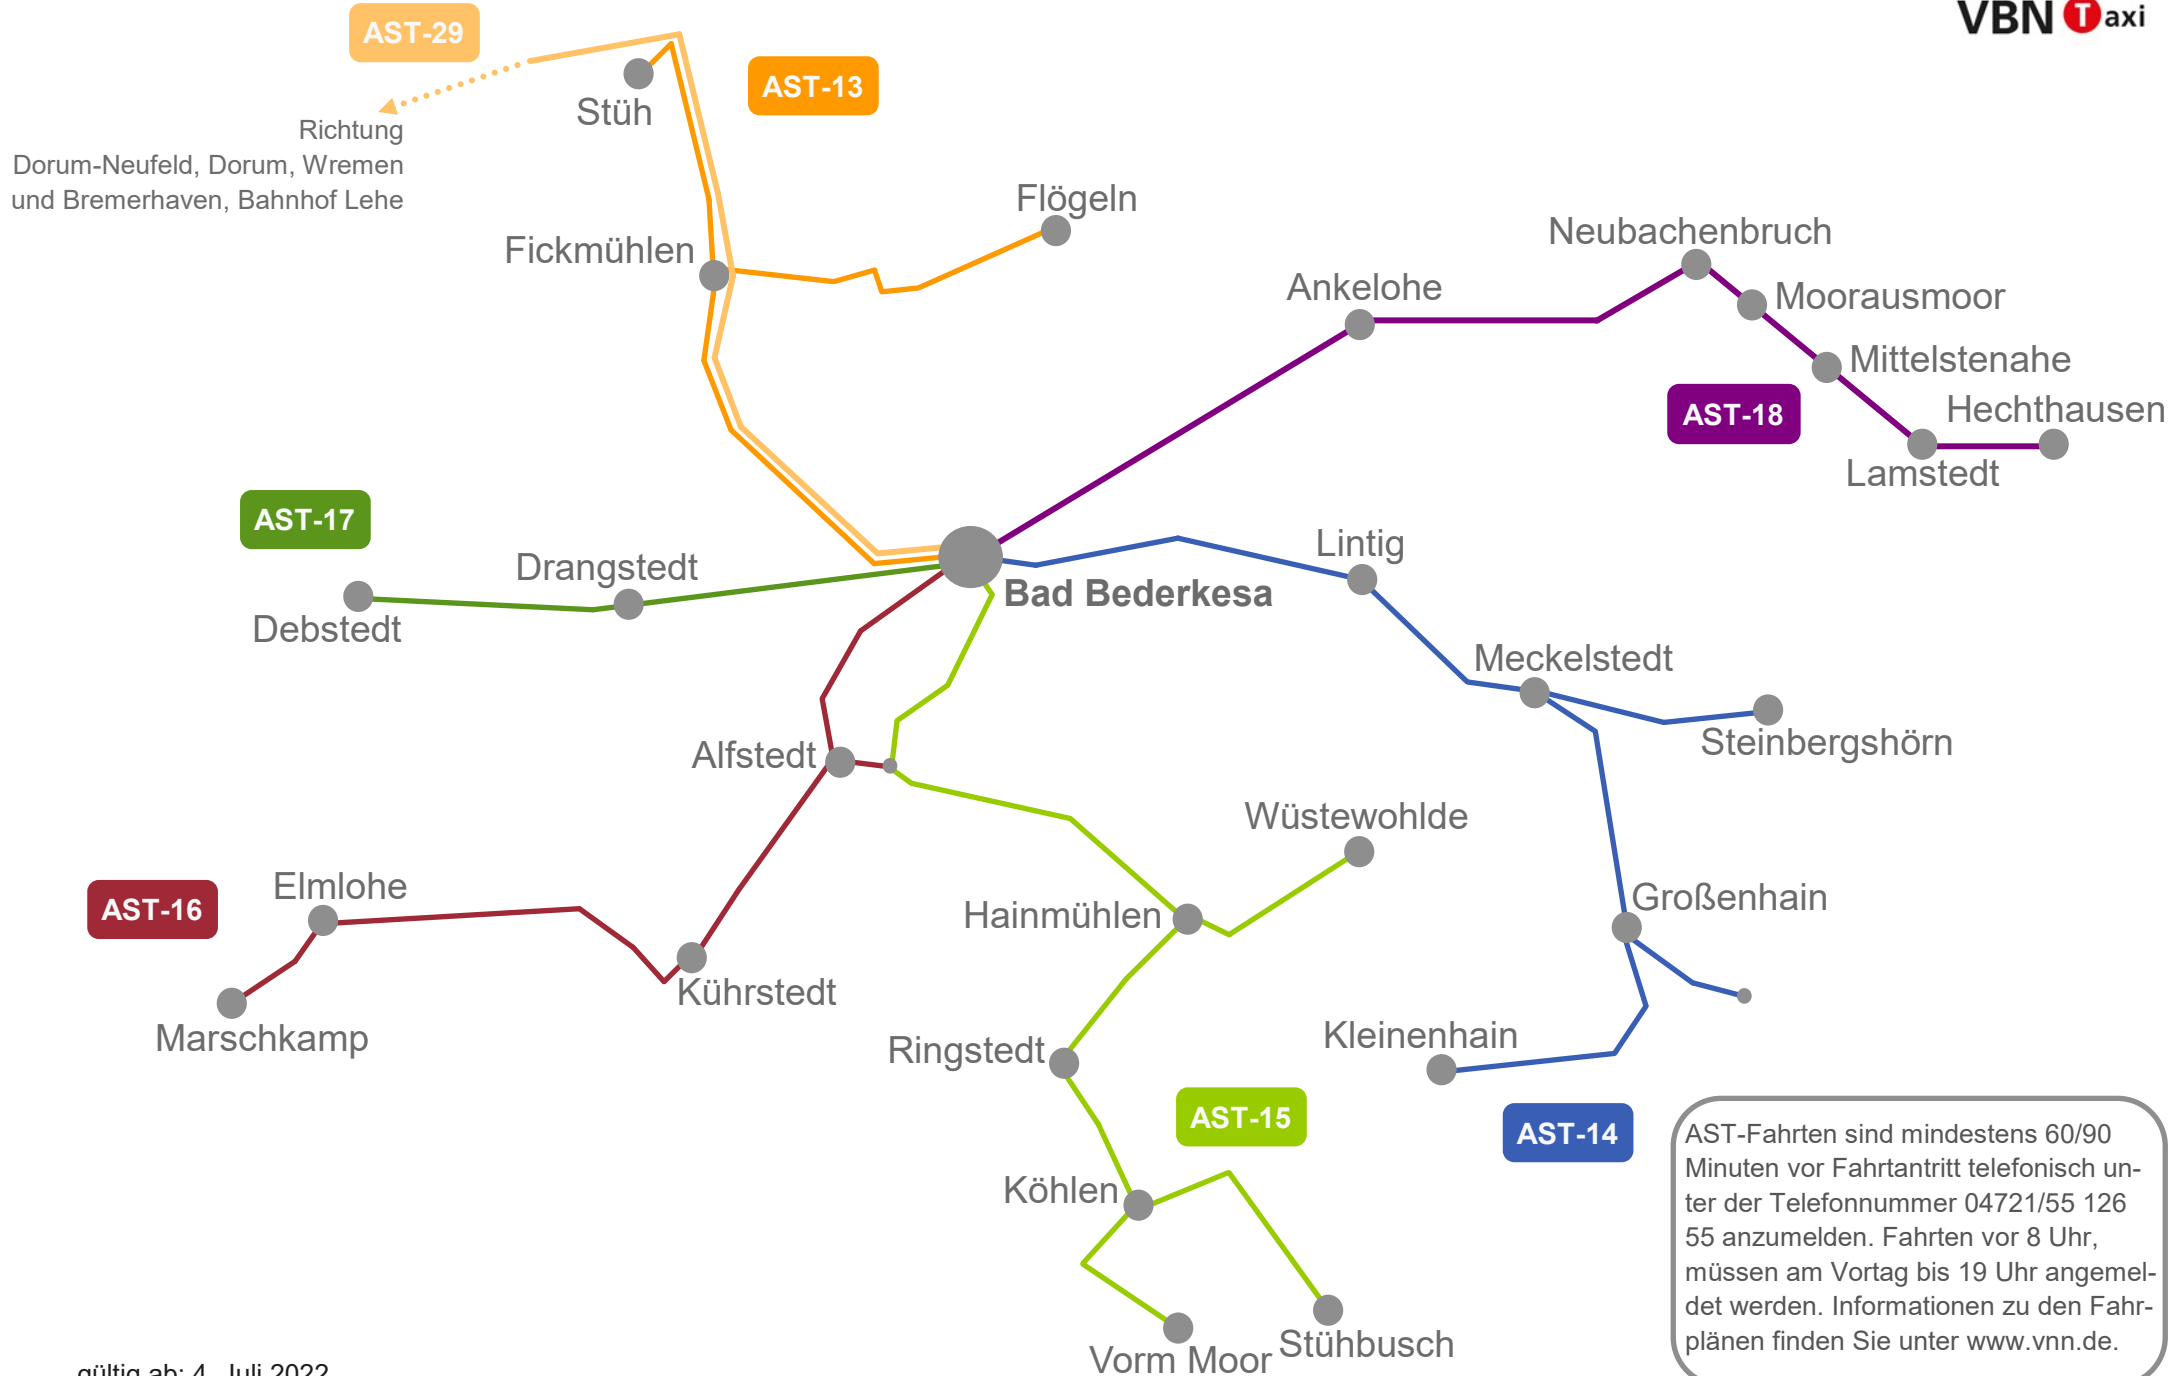 AST-29
VBN Taxi
AST-13
Stüh
Richtung
Dorum-Neufeld, Dorum, Wremen
und Bremerhaven, Bahnhof Lehe
Flögeln
Fickmühlen
Neubachenbruch
Ankelohe
Moorausmoor
Mittelstenahe
AST-18
Hechthausen
Lamstedt
AST-17
Drangstedt
Debstedt
Lintig
Bad Bederkesa
Meckelstedt
Steinbergshörn
Alfstedt
Wüstewohlde
Elmlohe
AST-16
Hainmühlen
Großenhain
Kührstedt
Marschkamp
Ringstedt
Kleinenhain
AST-15
AST-14
Köhlen
Stühbusch
Vorm Moor
AST-Fahrten sind mindestens 60/90
Minuten vor Fahrtantritt telefonisch un-
ter der Telefonnummer 04721/55 126
55 anzumelden. Fahrten vor 8 Uhr,
müssen am Vortag bis 19 Uhr angemel-
det werden. Informationen zu den Fahr-
plänen finden Sie unter www.vnn.de.
gültig ab: 4. Juli 2022